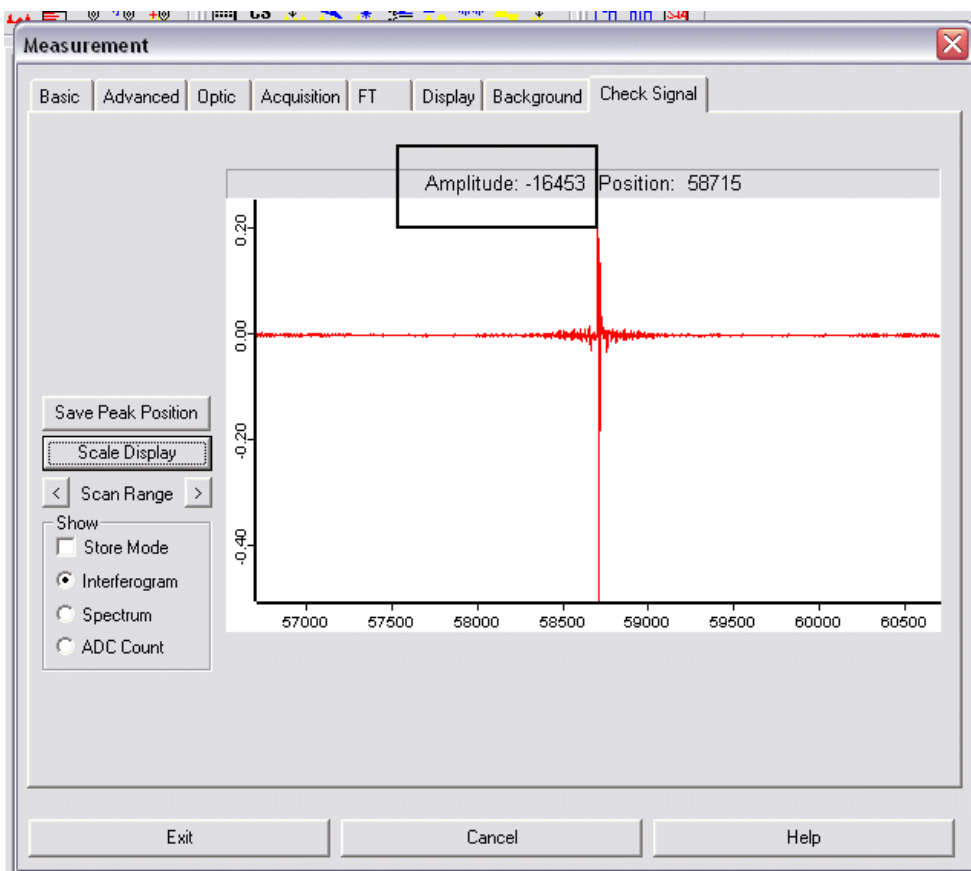 Measurement
Basic Advanced Optic Acquisition FT Display Background Check Signal
Amplitude: -16453 Position: 58715
0.20
0.00
-0.20
-0.40
57000 57500 58000 58500 59000 59500 60000 60500
Save Peak Position
Scale Display
< Scan Range >
Show
Store Mode
Interferogram
Spectrum
ADC Count
Exit Cancel Help